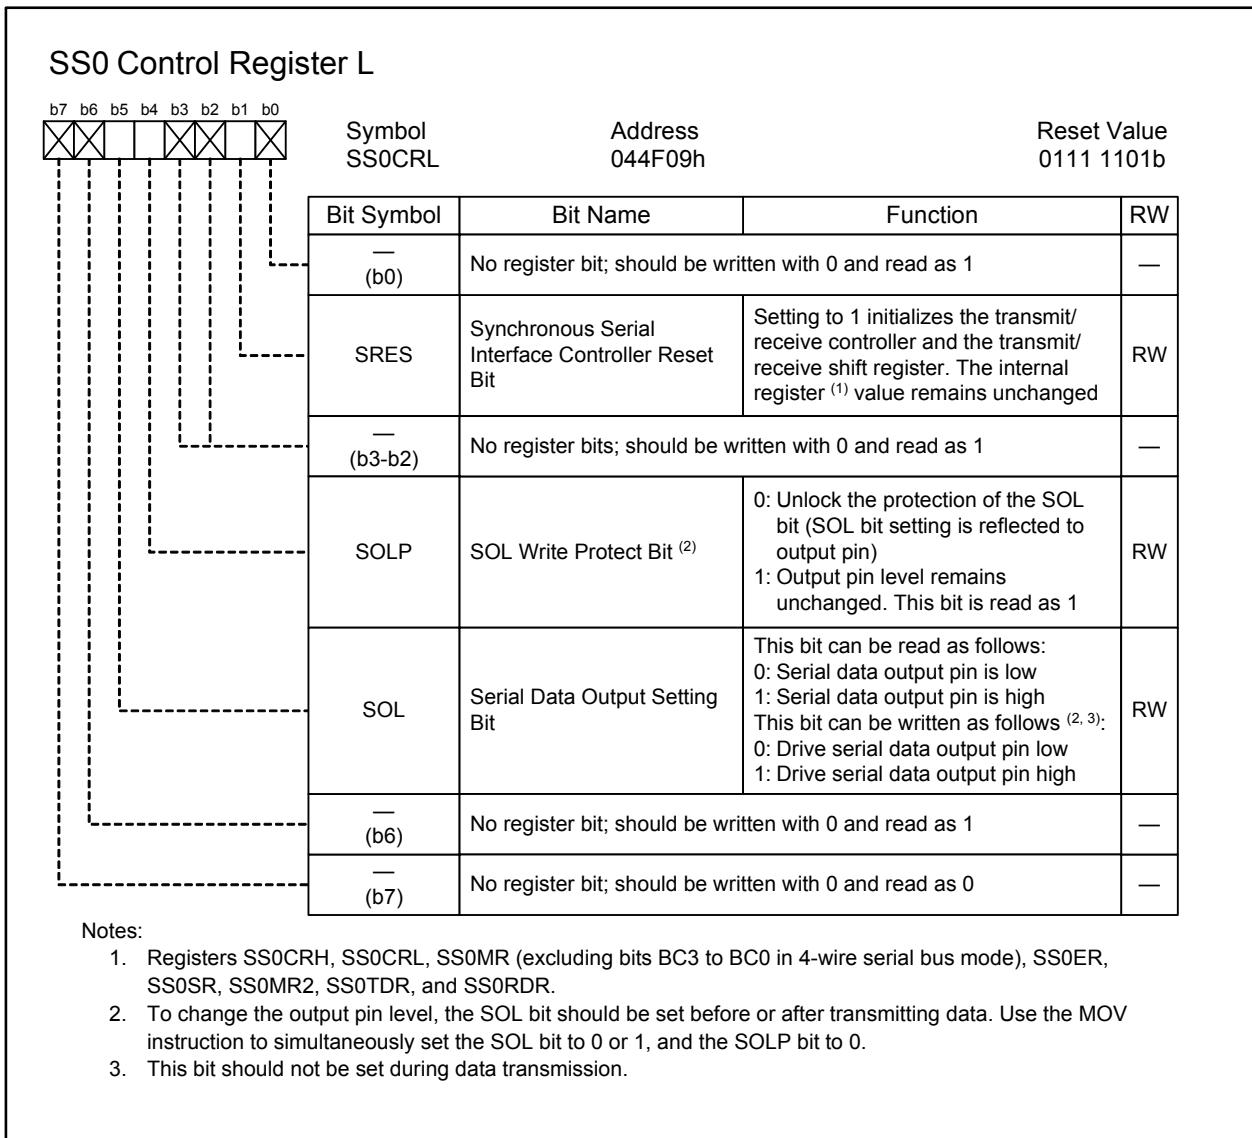 SS0 Control Register L
b7 b6 b5 b4 b3 b2 b1 b0
Symbol Address Reset Value
SS0CRL 044F09h 0111 1101b
Bit Symbol Bit Name Function RW
—
(b0)
No register bit; should be written with 0 and read as 1
—
SRES
Synchronous Serial
Interface Controller Reset
Bit
Setting to 1 initializes the transmit/
receive controller and the transmit/
receive shift register. The internal
register (1) value remains unchanged
RW
—
(b3-b2)
No register bits; should be written with 0 and read as 1
—
SOLP
SOL Write Protect Bit (2)
0: Unlock the protection of the SOL
bit (SOL bit setting is reflected to
output pin)
1: Output pin level remains
unchanged. This bit is read as 1
RW
SOL
Serial Data Output Setting
Bit
This bit can be read as follows:
0: Serial data output pin is low
1: Serial data output pin is high
This bit can be written as follows (2, 3):
0: Drive serial data output pin low
1: Drive serial data output pin high
RW
—
(b6)
No register bit; should be written with 0 and read as 1
—
—
(b7)
No register bit; should be written with 0 and read as 0
—
Notes:
1. Registers SS0CRH, SS0CRL, SS0MR (excluding bits BC3 to BC0 in 4-wire serial bus mode), SS0ER,
SS0SR, SS0MR2, SS0TDR, and SS0RDR.
2. To change the output pin level, the SOL bit should be set before or after transmitting data. Use the MOV
instruction to simultaneously set the SOL bit to 0 or 1, and the SOLP bit to 0.
3. This bit should not be set during data transmission.